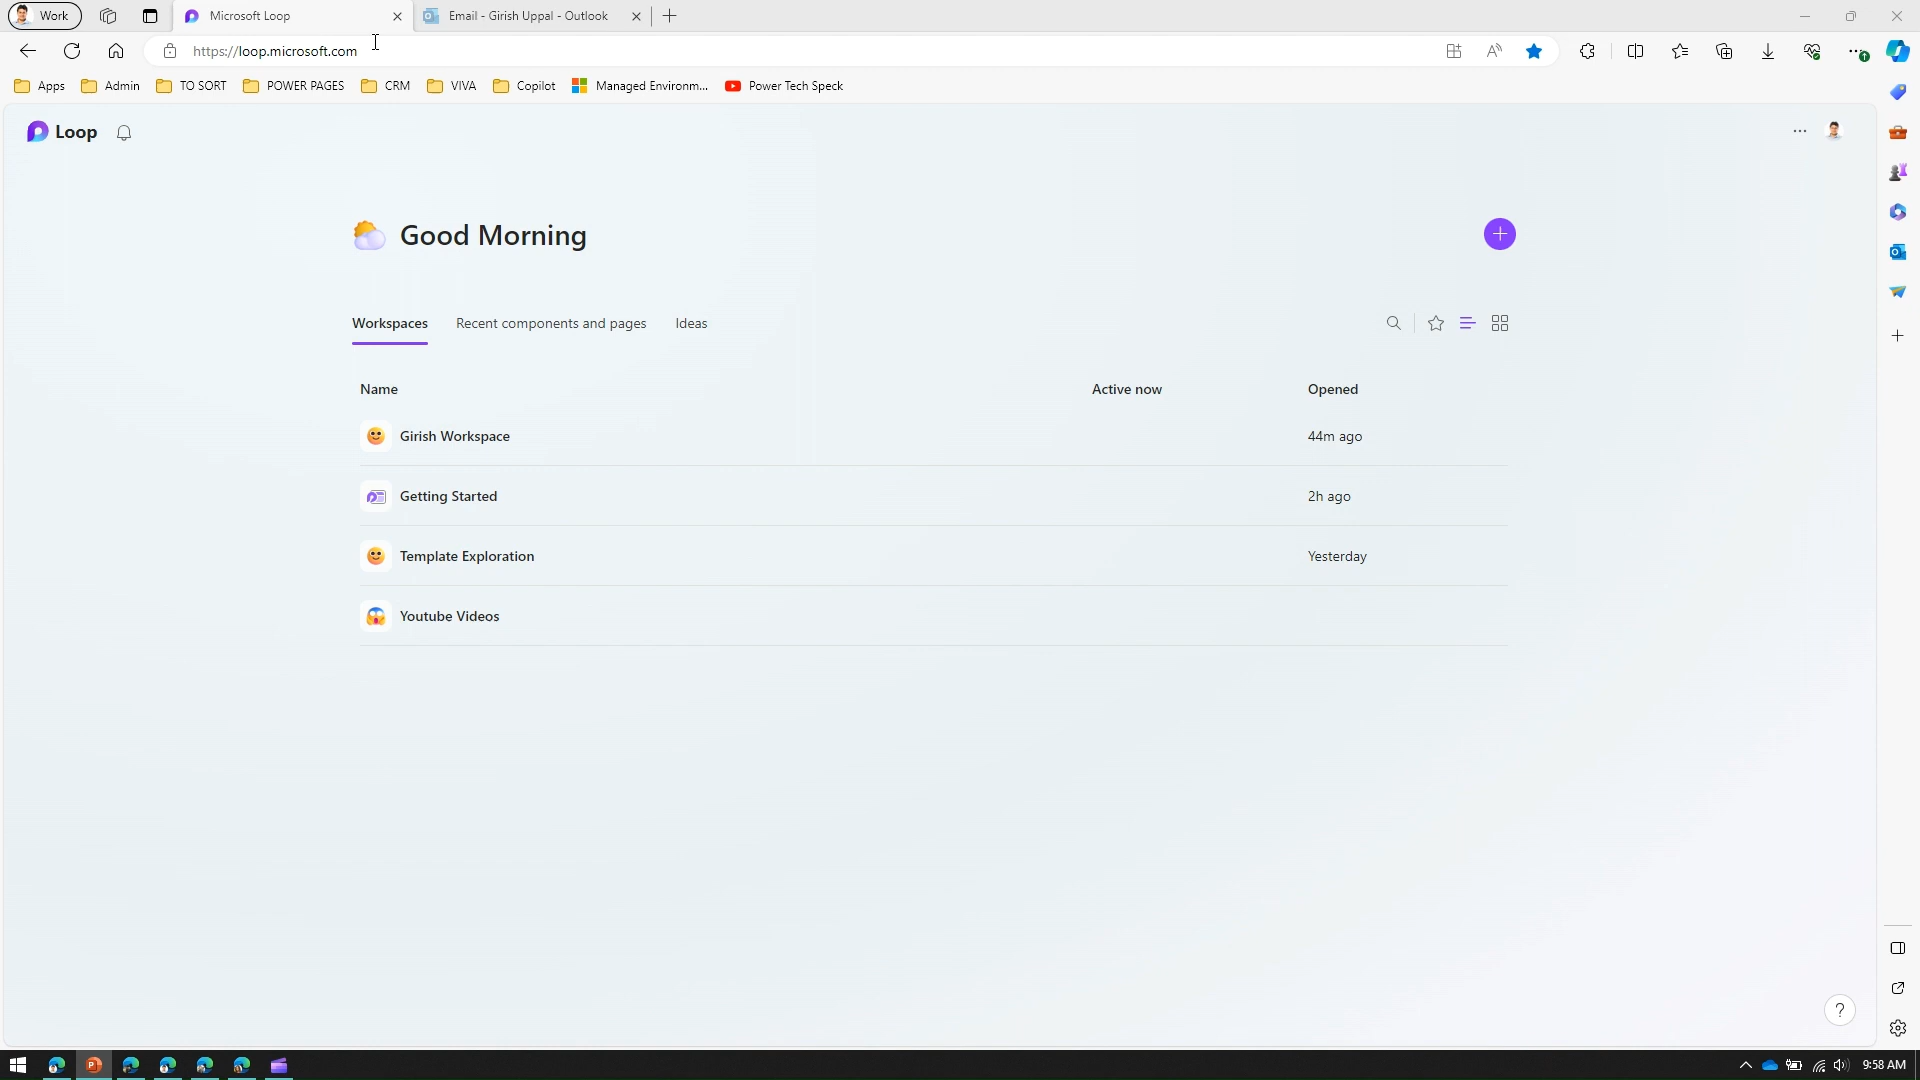 Work
Microsoft Loop
Email - Girish Uppal - Outlook
https://loop.microsoft.com
Apps
Admin
TO SORT
POWER PAGES
CRM
VIVA
Copilot
Managed Environm...
Power Tech Speck
Loop
Good Morning
Workspaces
Recent components and pages
Ideas
Name
Active now
Opened
Girish Workspace
44m ago
Getting Started
2h ago
Template Exploration
Yesterday
Youtube Videos
?
9:58 AM